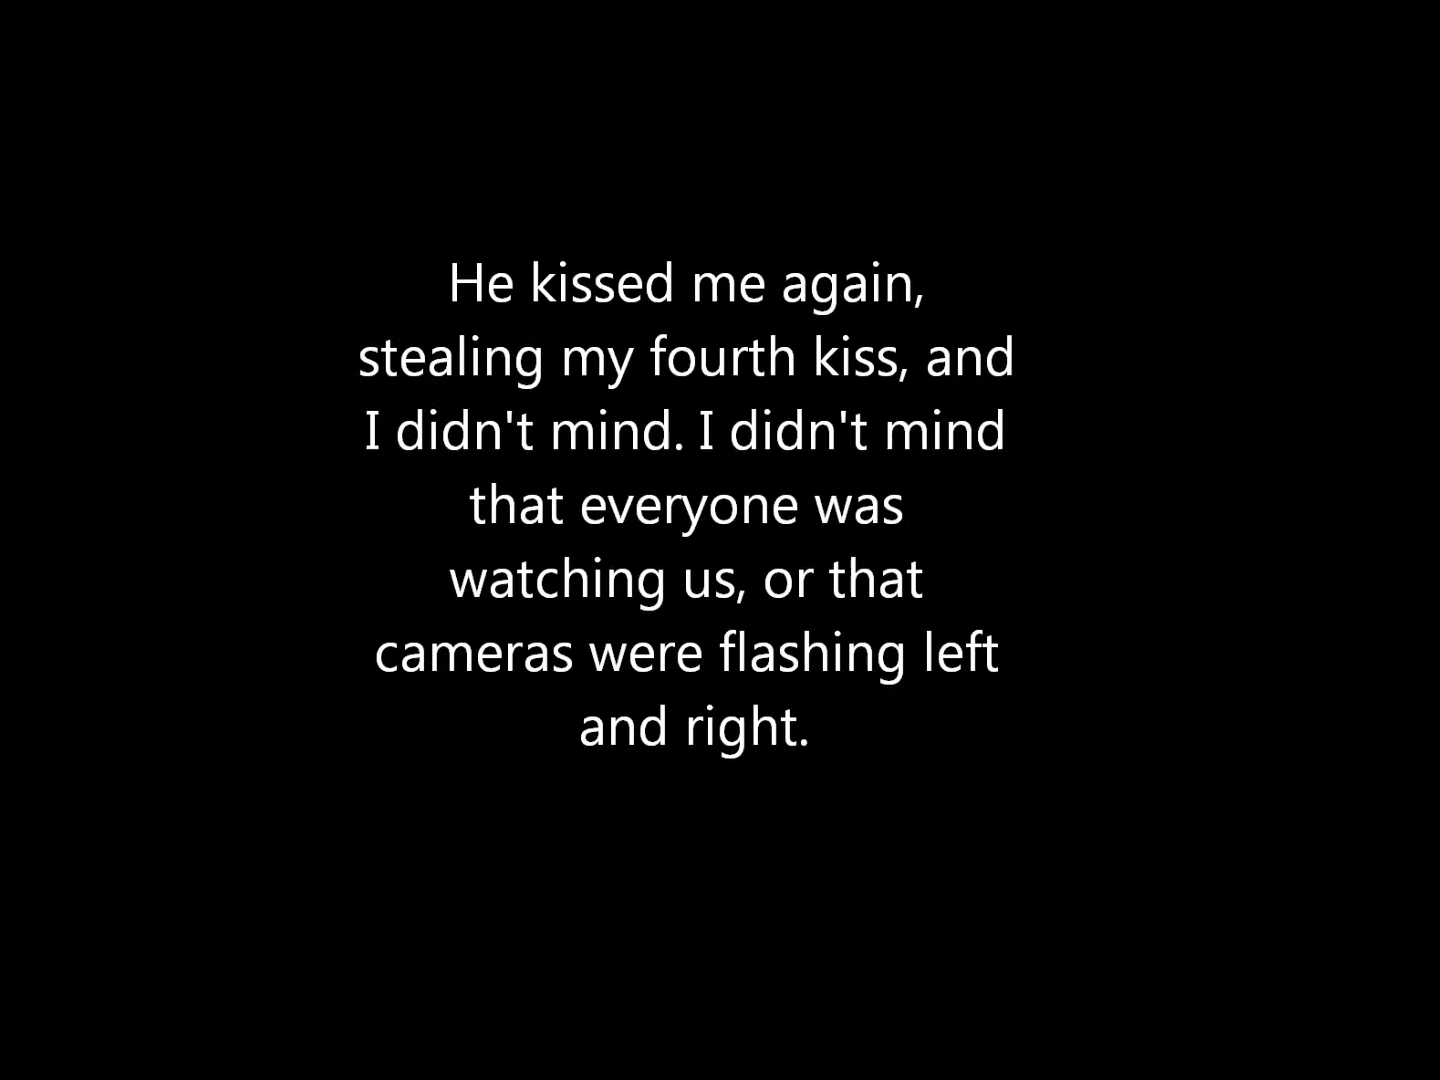 He kissed me again,
stealing my fourth kiss, and
I didn't mind. I didn't mind
that everyone was
watching us, or that
cameras were flashing left
and right.